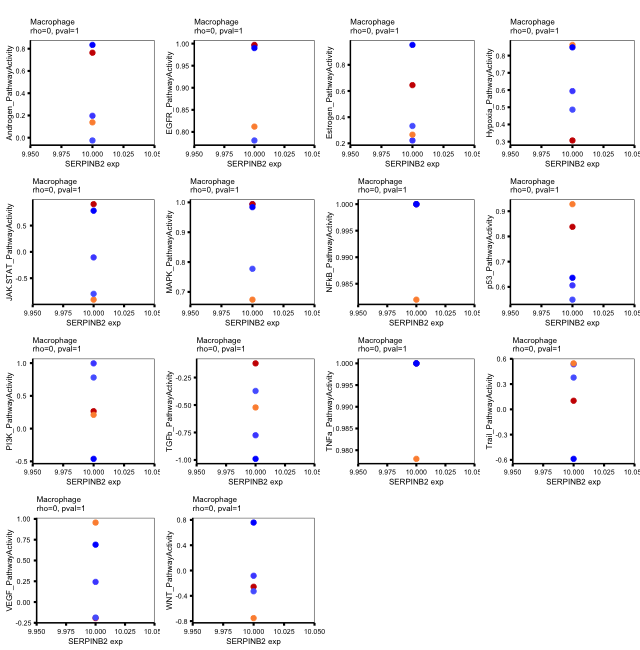 Macrophage
rho=0, pval=1
Androgen_PathwayActivity
0.8
0.6
0.4
0.2
0.0
9.950 9.975 10.000 10.025 10.05
SERPINB2 exp
Macrophage
rho=0, pval=1
EGFR_PathwayActivity
1.00
0.95
0.90
0.85
0.80
9.950 9.975 10.000 10.025 10.05
SERPINB2 exp
Macrophage
rho=0, pval=1
Estrogen_PathwayActivity
0.8
0.6
0.4
0.2
9.950 9.975 10.000 10.025 10.05
SERPINB2 exp
Macrophage
rho=0, pval=1
Hypoxia_PathwayActivity
0.8
0.7
0.6
0.5
0.4
0.3
9.950 9.975 10.000 10.025 10.05
SERPINB2 exp
Macrophage
rho=0, pval=1
JAK.STAT_PathwayActivity
0.5
0.0
-0.5
9.950 9.975 10.000 10.025 10.05
SERPINB2 exp
Macrophage
rho=0, pval=1
MAPK_PathwayActivity
1.0
0.9
0.8
0.7
9.950 9.975 10.000 10.025 10.05
SERPINB2 exp
Macrophage
rho=0, pval=1
NFkB_PathwayActivity
1.000
0.995
0.990
0.985
9.950 9.975 10.000 10.025 10.05
SERPINB2 exp
Macrophage
rho=0, pval=1
p53_PathwayActivity
0.9
0.8
0.7
0.6
9.950 9.975 10.000 10.025 10.05
SERPINB2 exp
Macrophage
rho=0, pval=1
PI3K_PathwayActivity
1.0
0.5
0.0
-0.5
9.950 9.975 10.000 10.025 10.05
SERPINB2 exp
Macrophage
rho=0, pval=1
TGFb_PathwayActivity
-0.25
-0.50
-0.75
-1.00
9.950 9.975 10.000 10.025 10.05
SERPINB2 exp
Macrophage
rho=0, pval=1
TNFa_PathwayActivity
1.000
0.995
0.990
0.985
0.980
9.950 9.975 10.000 10.025 10.05
SERPINB2 exp
Macrophage
rho=0, pval=1
Trail_PathwayActivity
0.6
0.3
0.0
-0.3
-0.6
9.950 9.975 10.000 10.025 10.05
SERPINB2 exp
Macrophage
rho=0, pval=1
VEGF_PathwayActivity
1.00
0.75
0.50
0.25
0.00
-0.25
9.950 9.975 10.000 10.025 10.05
SERPINB2 exp
Macrophage
rho=0, pval=1
WNT_PathwayActivity
0.8
0.4
0.0
-0.4
-0.8
9.950 9.975 10.000 10.025 10.050
SERPINB2 exp